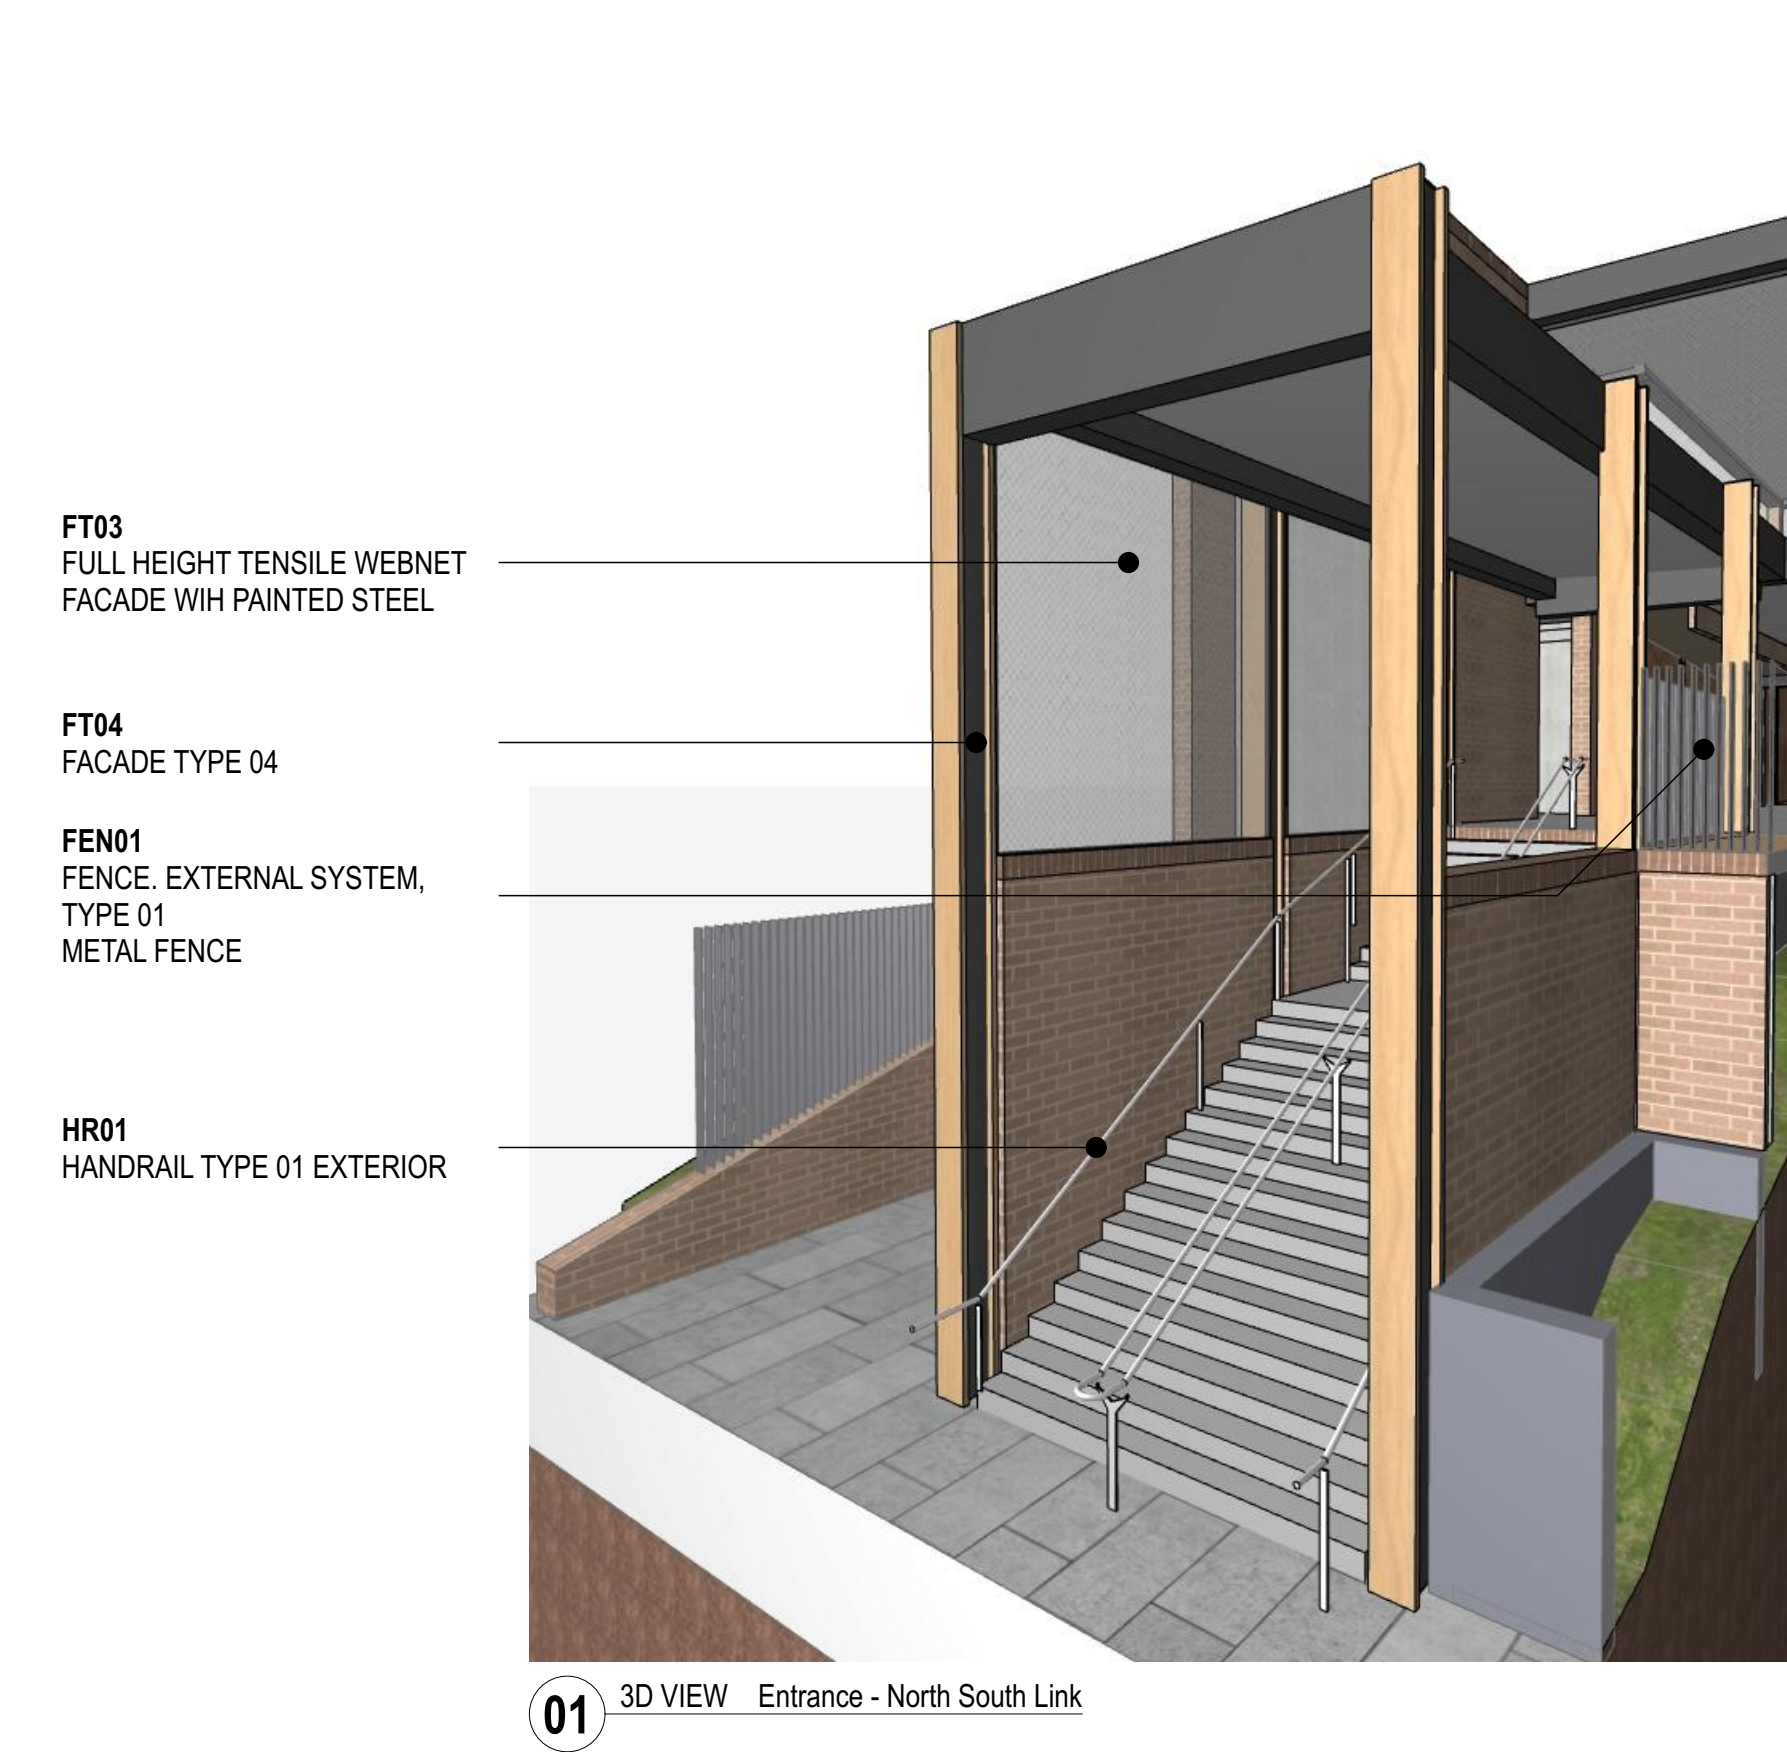 FT03
FULL HEIGHT TENSILE WEBNET
FACADE WIH PAINTED STEEL
FT04
FACADE TYPE 04
FEN01
FENCE. EXTERNAL SYSTEM,
TYPE 01
METAL FENCE
HR01
HANDRAIL TYPE 01 EXTERIOR
01 3D VIEW Entrance - North South Link